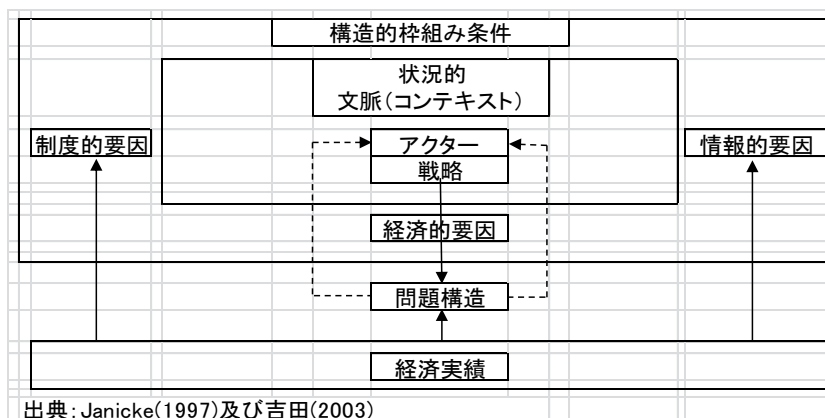 構造的枠組み条件
状況的
文脈(コンテキスト)
制度的要因
アクター
情報的要因
戦略
経済的要因
問題構造
経済実績
出典:Janicke(1997)及び吉田(2003)